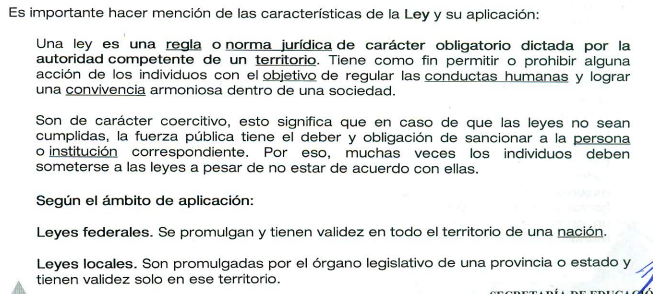 Es importante hacer mención de las características de la Ley y su aplicación:
Una ley es una regla o norma jurídica de carácter obligatorio dictada por la
autoridad competente de un territorio. Tiene como fin permitir o prohibir alguna
acción de los individuos con el objetivo de regular las conductas humanas y lograr
una convivencia armoniosa dentro de una sociedad.
Son de carácter coercitivo, esto significa que en caso de que las leyes no sean
cumplidas, la fuerza pública tiene el deber y obligación de sancionar a la persona
o institución correspondiente. Por eso, muchas veces los individuos deben
someterse a las leyes a pesar de no estar de acuerdo con ellas.
Según el ámbito de aplicación:
Leyes federales. Se promulgan y tienen validez en todo el territorio de una nación.
Leyes locales. Son promulgadas por el órgano legislativo de una provincia o estado y
tienen validez solo en ese territorio.